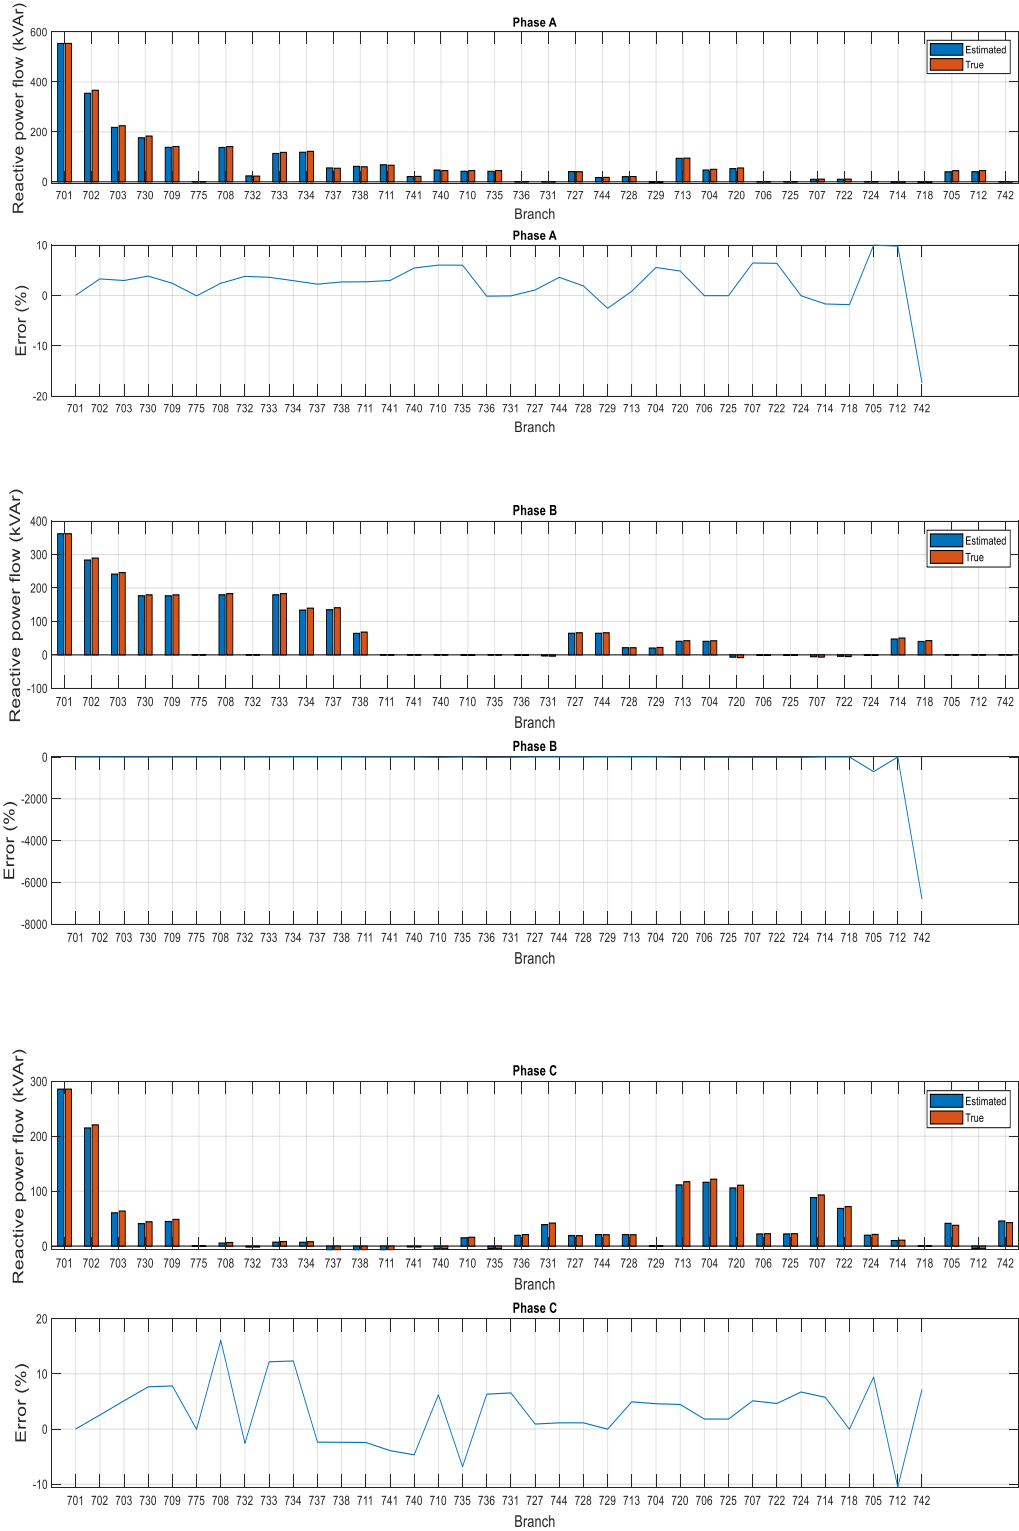 Phase A
Reactive power flow (kVAr)
600
400
200
0
Estimated
True
701 702 703 730 709 775 708 732 733 734 737 738 711 741 740 710 735 736 731 727 744 728 729 713 704 720 706 725 707 722 724 714 718 705 712 742
Branch
Phase A
Error (%)
10
0
-10
-20
701 702 703 730 709 775 708 732 733 734 737 738 711 741 740 710 735 736 731 727 744 728 729 713 704 720 706 725 707 722 724 714 718 705 712 742
Branch
Phase B
Reactive power flow (kVAr)
400
300
200
100
0
-100
Estimated
True
701 702 703 730 709 775 708 732 733 734 737 738 711 741 740 710 735 736 731 727 744 728 729 713 704 720 706 725 707 722 724 714 718 705 712 742
Branch
Phase B
Error (%)
0
-2000
-4000
-6000
-8000
701 702 703 730 709 775 708 732 733 734 737 738 711 741 740 710 735 736 731 727 744 728 729 713 704 720 706 725 707 722 724 714 718 705 712 742
Branch
Phase C
Reactive power flow (kVAr)
300
200
100
0
Estimated
True
701 702 703 730 709 775 708 732 733 734 737 738 711 741 740 710 735 736 731 727 744 728 729 713 704 720 706 725 707 722 724 714 718 705 712 742
Branch
Phase C
Error (%)
20
10
0
-10
701 702 703 730 709 775 708 732 733 734 737 738 711 741 740 710 735 736 731 727 744 728 729 713 704 720 706 725 707 722 724 714 718 705 712 742
Branch